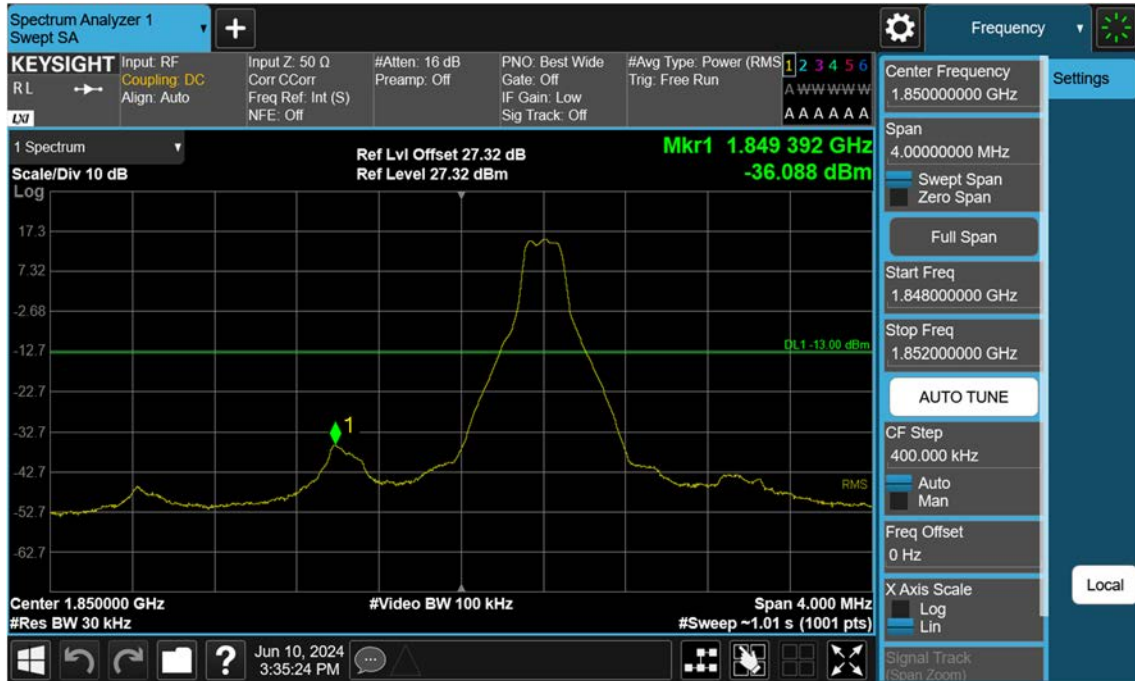 Spectrum Analyzer 1
Swept SA
Frequency
KEYSIGHT
R L
LXI
Input: RF
Coupling: DC
Align: Auto
Input Z: 50 Ω
Corr CCorr
Freq Ref: Int (S)
NFE: Off
#Atten: 16 dB
Preamp: Off
PNO: Best Wide
Gate: Off
IF Gain: Low
Sig Track: Off
#Avg Type: Power (RMS
Trig: Free Run
1 2 3 4 5 6
A W W W W W
A A A A A A
1 Spectrum
Scale/Div 10 dB
Log
Ref Lvl Offset 27.32 dB
Ref Level 27.32 dBm
Mkr1 1.849 392 GHz
-36.088 dBm
17.3
7.32
-2.68
-12.7
-22.7
-32.7
-42.7
-52.7
-62.7
DL1 -13.00 dBm
1
RMS
Center 1.850000 GHz
#Res BW 30 kHz
#Video BW 100 kHz
Span 4.000 MHz
#Sweep ~1.01 s (1001 pts)
Center Frequency
1.850000000 GHz
Settings
Span
4.00000000 MHz
Swept Span
Zero Span
Full Span
Start Freq
1.848000000 GHz
Stop Freq
1.852000000 GHz
AUTO TUNE
CF Step
400.000 kHz
Auto
Man
Freq Offset
0 Hz
X Axis Scale
Log
Lin
Local
Signal Track
(Span Zoom)
?
Jun 10, 2024
3:35:24 PM